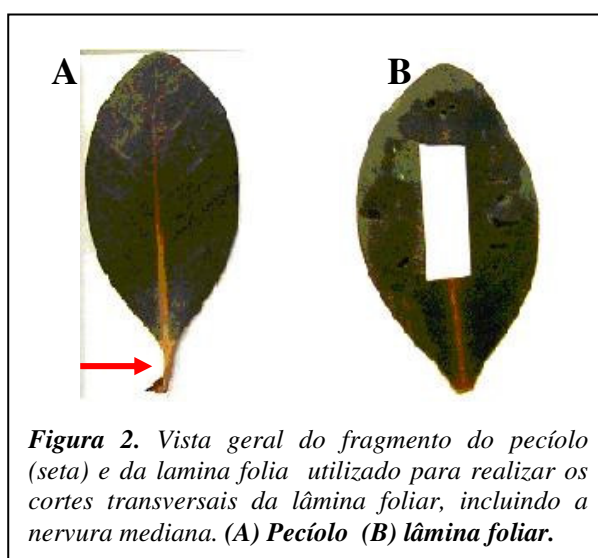 A B
Figura 2. Vista geral do fragmento do pecíolo
(seta) e da lamina folia utilizado para realizar os
cortes transversais da lâmina foliar, incluindo a
nervura mediana. (A) Pecíolo (B) lâmina foliar.